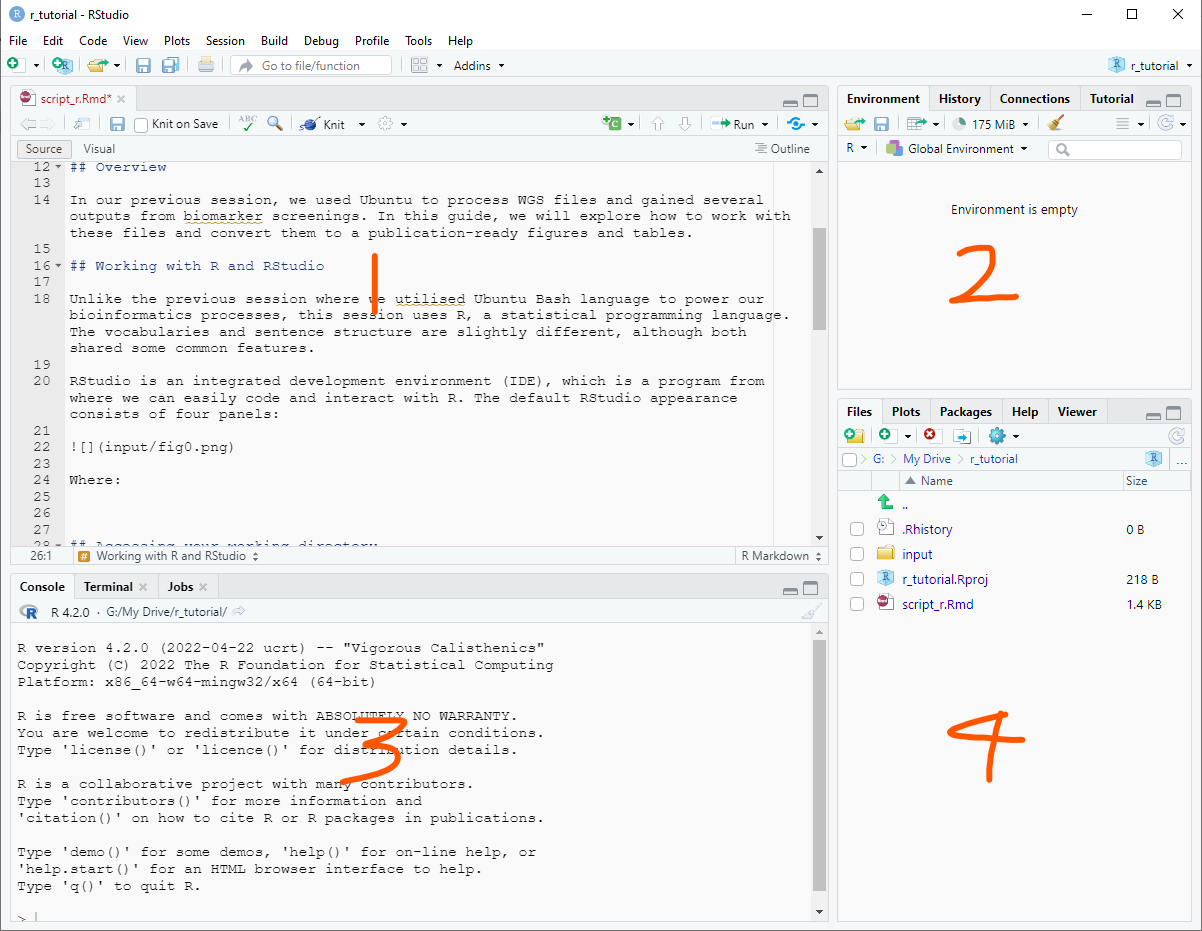 r_tutorial - RStudio
File Edit Code View Plots Session Build Debug Profile Tools Help
Go to file/function Addins r_tutorial
script_r.Rmd*
Knit on Save ABC Knit Run
Source Visual Outline
12 ## Overview
13
14 In our previous session, we used Ubuntu to process WGS files and gained several
outputs from biomarker screenings. In this guide, we will explore how to work with
these files and convert them to a publication-ready figures and tables.
15
16 ## Working with R and RStudio
17
18 Unlike the previous session where we utilised Ubuntu Bash language to power our
bioinformatics processes, this session uses R, a statistical programming language.
The vocabularies and sentence structure are slightly different, although both
shared some common features.
19
20 RStudio is an integrated development environment (IDE), which is a program from
where we can easily code and interact with R. The default RStudio appearance
consists of four panels:
21
22 ![](input/fig0.png)
23
24 Where:
25
26
27
28 ## Accessing your working directory
26:1 # Working with R and RStudio R Markdown
1
Environment History Connections Tutorial
175 MiB
R Global Environment
Environment is empty
2
Console Terminal Jobs
R 4.2.0 · G:/My Drive/r_tutorial/
R version 4.2.0 (2022-04-22 ucrt) -- "Vigorous Calisthenics"
Copyright (C) 2022 The R Foundation for Statistical Computing
Platform: x86_64-w64-mingw32/x64 (64-bit)
R is free software and comes with ABSOLUTELY NO WARRANTY.
You are welcome to redistribute it under certain conditions.
Type 'license()' or 'licence()' for distribution details.
R is a collaborative project with many contributors.
Type 'contributors()' for more information and
'citation()' on how to cite R or R packages in publications.
Type 'demo()' for some demos, 'help()' for on-line help, or
'help.start()' for an HTML browser interface to help.
Type 'q()' to quit R.
>
3
Files Plots Packages Help Viewer
G: My Drive r_tutorial ...
Name Size
..
.Rhistory 0 B
input
r_tutorial.Rproj 218 B
script_r.Rmd 1.4 KB
4